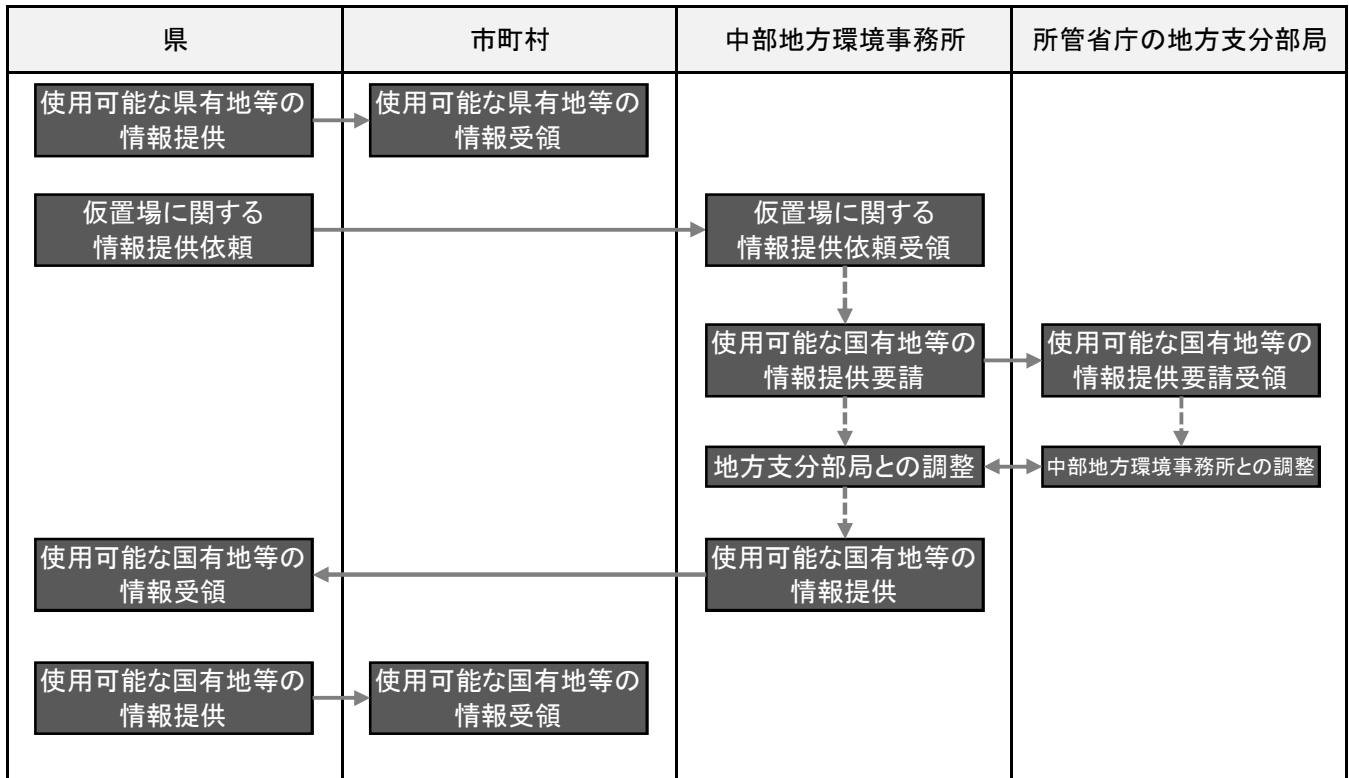 県
市町村
中部地方環境事務所
所管省庁の地方支分部局
使用可能な県有地等の
情報提供
使用可能な県有地等の
情報受領
仮置場に関する
情報提供依頼
仮置場に関する
情報提供依頼受領
使用可能な国有地等の
情報提供要請
使用可能な国有地等の
情報提供要請受領
地方支分部局との調整
中部地方環境事務所との調整
使用可能な国有地等の
情報受領
使用可能な国有地等の
情報提供
使用可能な国有地等の
情報提供
使用可能な国有地等の
情報受領